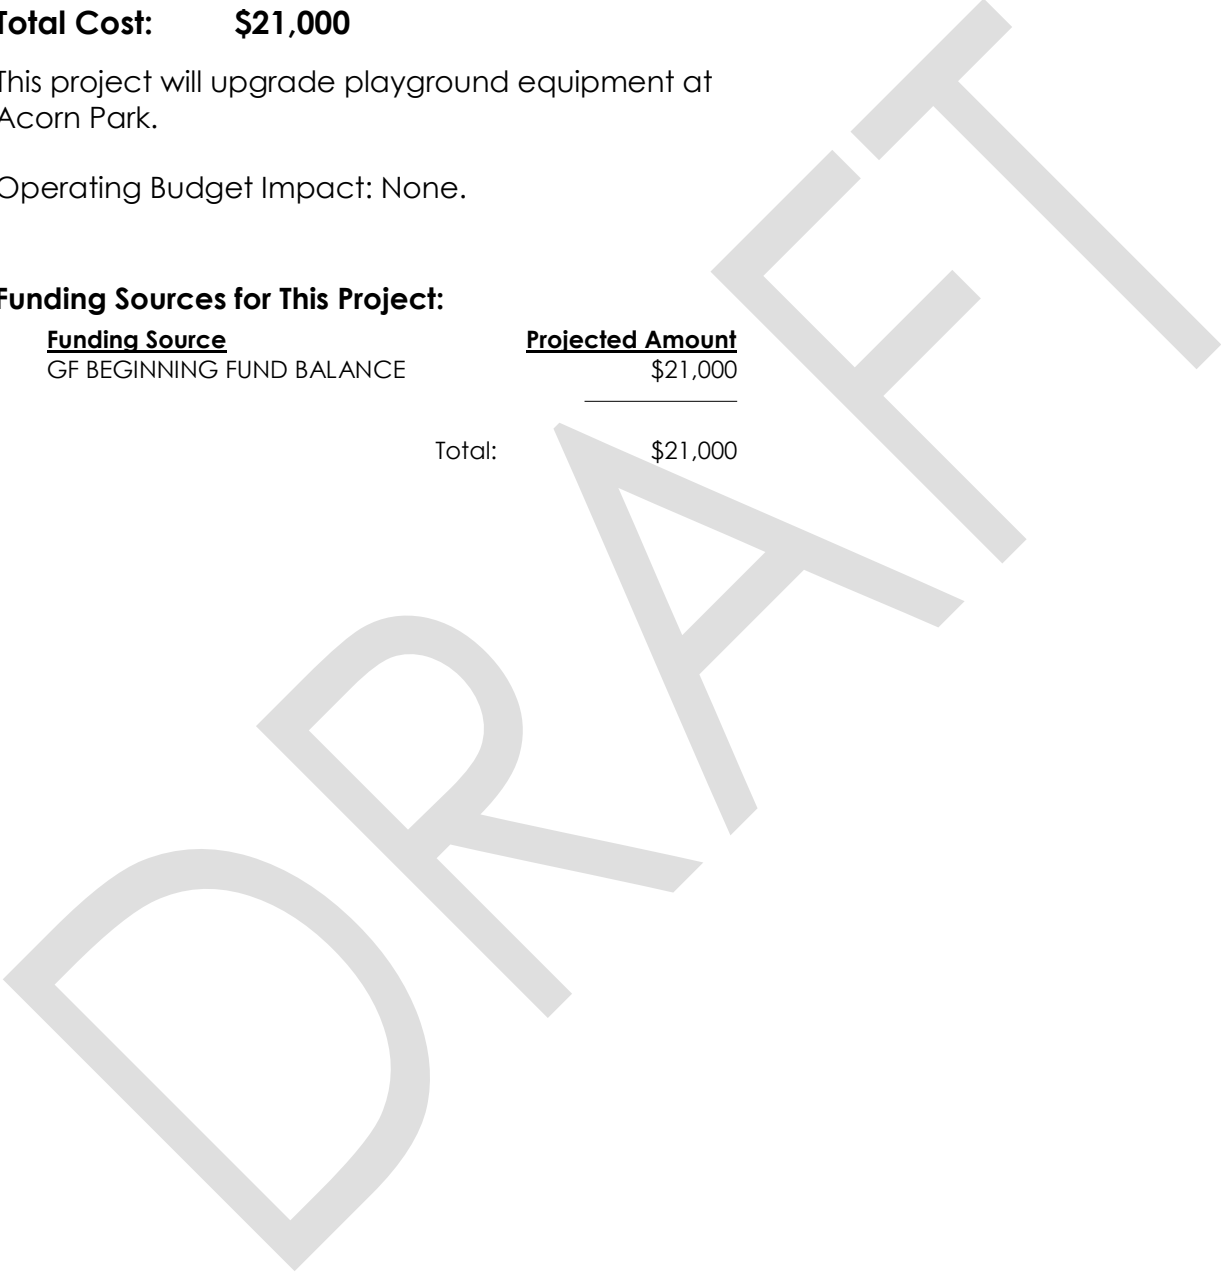 Total Cost: $21,000
This project will upgrade playground equipment at
Acorn Park.
Operating Budget Impact: None.
Funding Sources for This Project:
Funding Source Projected Amount
GF BEGINNING FUND BALANCE $21,000
Total: $21,000
DRAFT